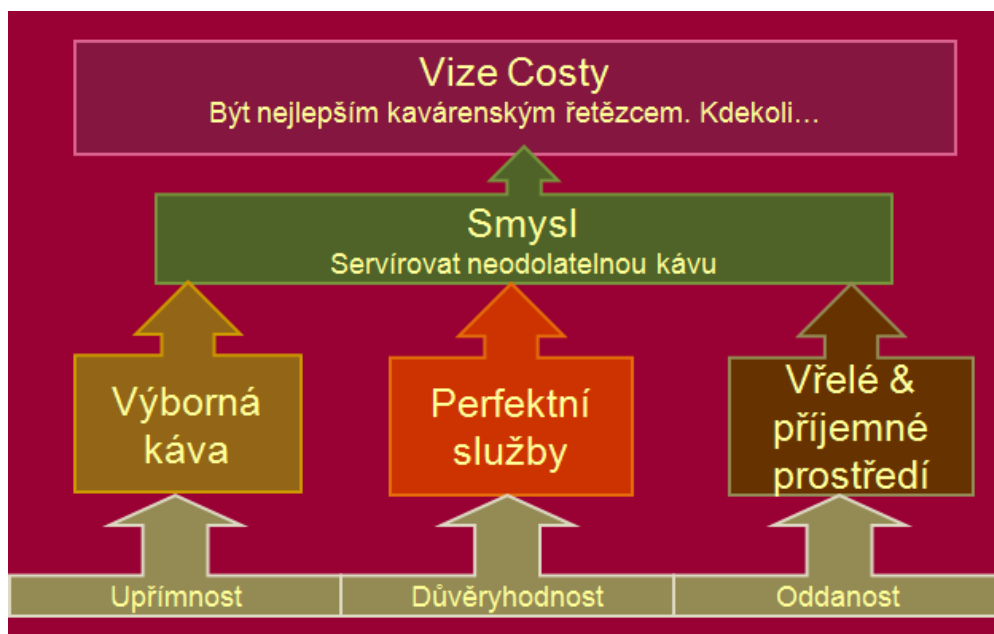 Vize Costy
Být nejlepším kavárenským řetězcem. Kdekoli…
Smysl
Servírovat neodolatelnou kávu
Výborná
káva
Perfektní
služby
Vřelé &
příjemné
prostředí
Upřímnost
Důvěryhodnost
Oddanost